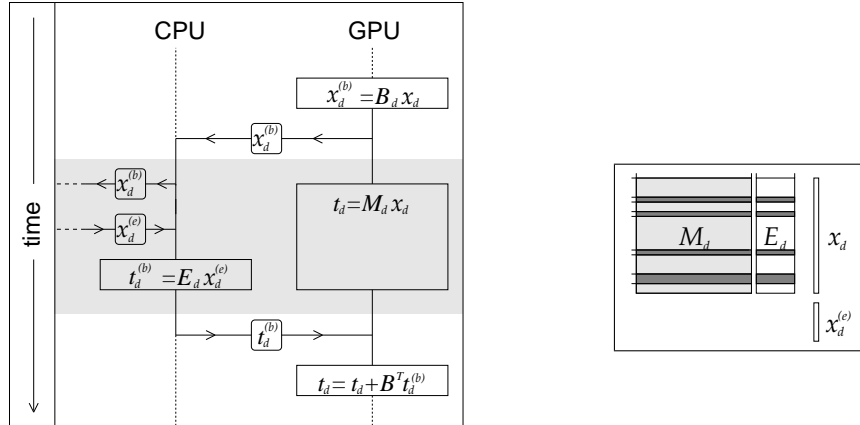 CPU GPU
x_d^{(b)} = B_d x_d
x_d^{(b)}
x_d^{(b)}
t_d = M_d x_d
x_d^{(e)}
t_d^{(b)} = E_d x_d^{(e)}
t_d^{(b)}
t_d = t_d + B^T t_d^{(b)}
time
M_d E_d x_d
x_d^{(e)}